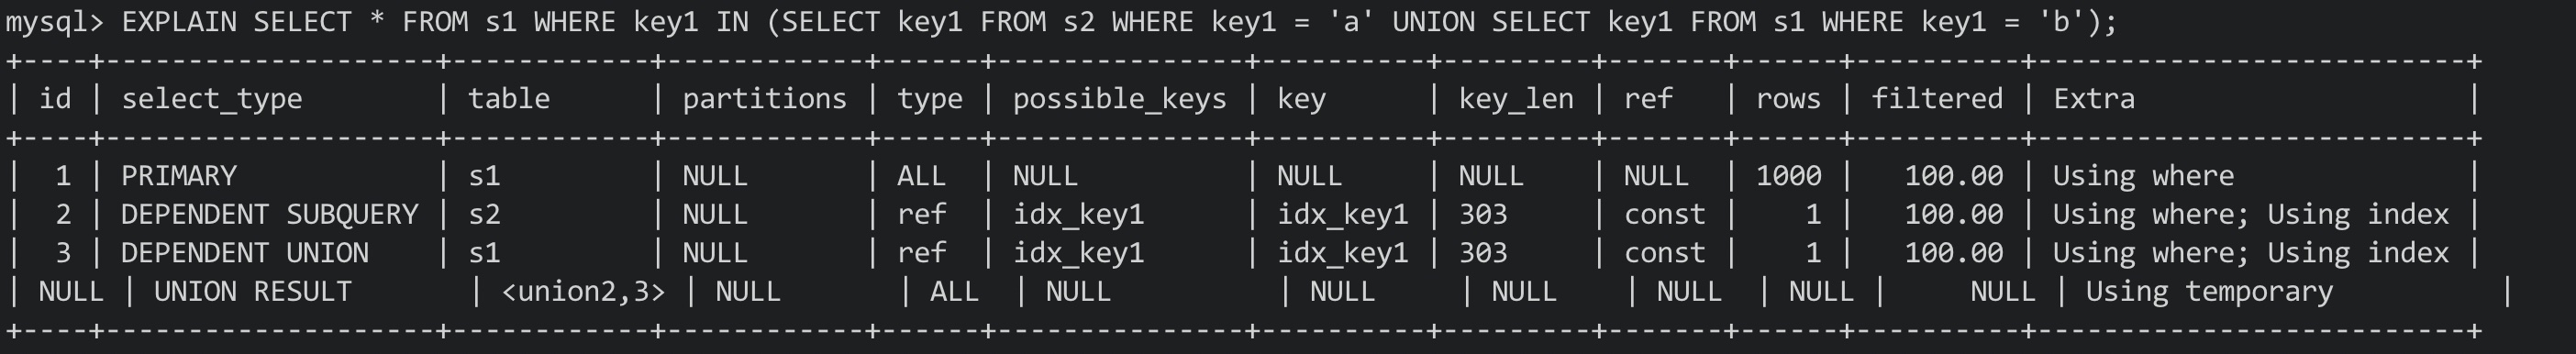 mysql> EXPLAIN SELECT * FROM s1 WHERE key1 IN (SELECT key1 FROM s2 WHERE key1 = 'a' UNION SELECT key1 FROM s1 WHERE key1 = 'b');
+----+--------------------+------------+------------+------+---------------+----------+---------+-------+------+----------+--------------------------+
| id | select_type        | table      | partitions | type | possible_keys | key      | key_len | ref   | rows | filtered | Extra                    |
+----+--------------------+------------+------------+------+---------------+----------+---------+-------+------+----------+--------------------------+
|  1 | PRIMARY            | s1         | NULL       | ALL  | NULL          | NULL     | NULL    | NULL  | 1000 |   100.00 | Using where              |
|  2 | DEPENDENT SUBQUERY | s2         | NULL       | ref  | idx_key1      | idx_key1 | 303     | const |    1 |   100.00 | Using where; Using index |
|  3 | DEPENDENT UNION    | s1         | NULL       | ref  | idx_key1      | idx_key1 | 303     | const |    1 |   100.00 | Using where; Using index |
| NULL | UNION RESULT       | <union2,3> | NULL       | ALL  | NULL          | NULL     | NULL    | NULL  | NULL |     NULL | Using temporary          |
+----+--------------------+------------+------------+------+---------------+----------+---------+-------+------+----------+--------------------------+